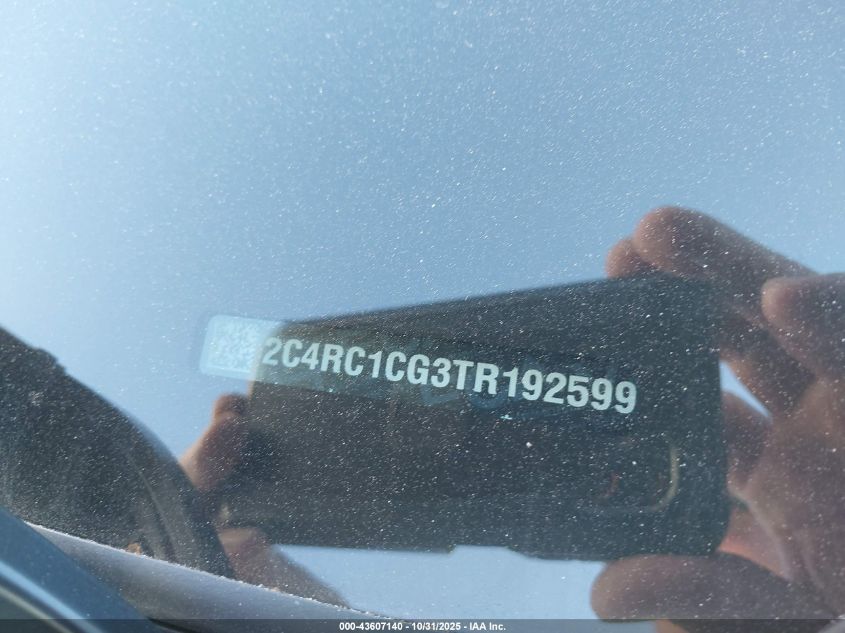 2C4RC1CG3TR192599
000-43607140 - 10/31/2025 - IAA Inc.